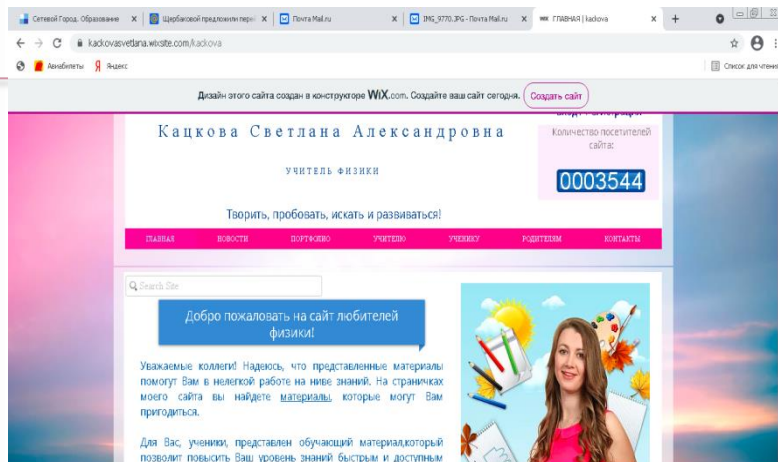 Сетевой Город. Образование
Щербаковой предложили пере
Почта Mail.ru
IMG_9770.JPG - Почта Mail.ru
ГЛАВНАЯ | kackova
kackovasvetlana.wixsite.com/kackova
Авиабилеты
Яндекс
Список для чтения
Дизайн этого сайта создан в конструкторе WiX.com. Создайте ваш сайт сегодня. Создать сайт
Кацкова Светлана Александровна
Количество посетителей
сайта:
УЧИТЕЛЬ ФИЗИКИ
0003544
Творить, пробовать, искать и развиваться!
ГЛАВНАЯ НОВОСТИ ПОРТФОЛИО УЧИТЕЛЮ УЧЕНИКУ РОДИТЕЛЯМ КОНТАКТЫ
Search Site
Добро пожаловать на сайт любителей
физики!
Уважаемые коллеги! Надеюсь, что представленные материалы
помогут Вам в нелегкой работе на ниве знаний. На страничках
моего сайта вы найдете материалы, которые могут Вам
пригодиться.
Для Вас, ученики, представлен обучающий материал,который
позволит повысить Ваш уровень знаний быстрым и доступным